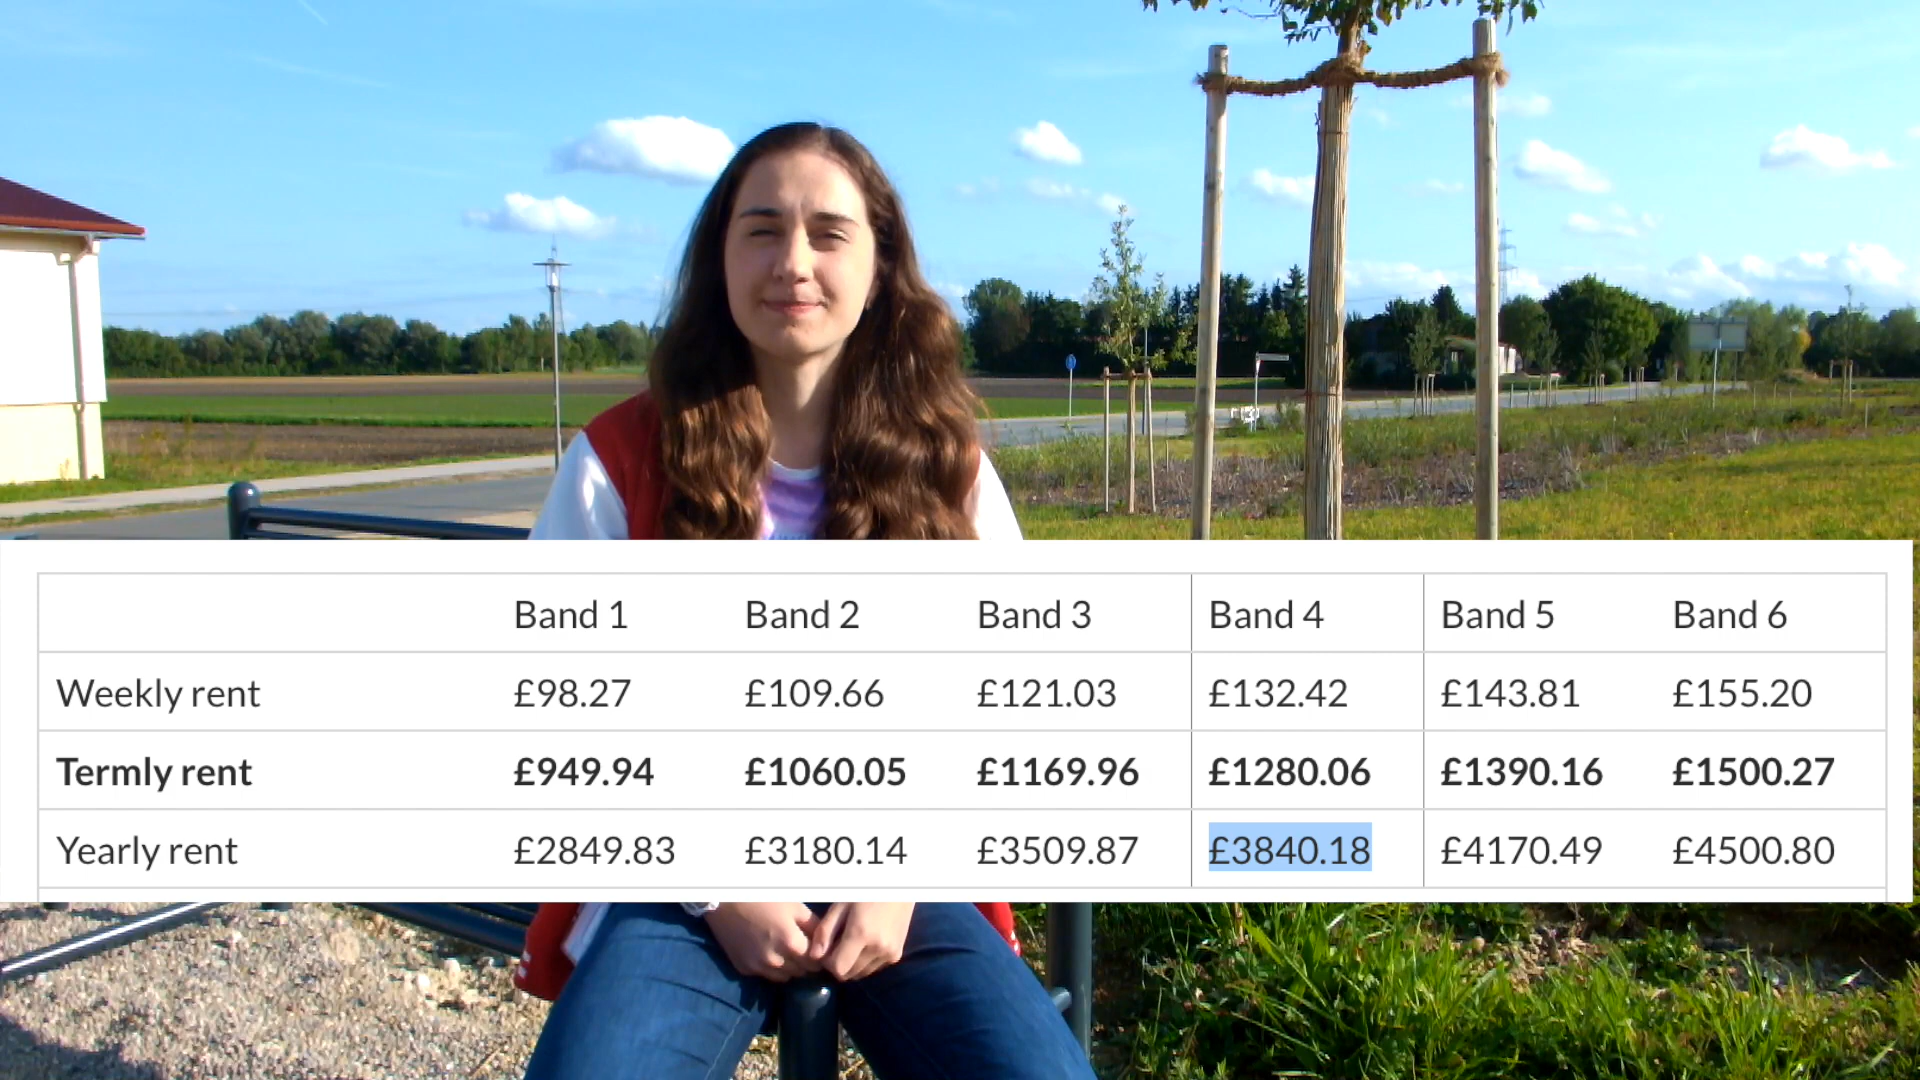 Band 1 Band 2 Band 3 Band 4 Band 5 Band 6
Weekly rent £98.27 £109.66 £121.03 £132.42 £143.81 £155.20
Termly rent £949.94 £1060.05 £1169.96 £1280.06 £1390.16 £1500.27
Yearly rent £2849.83 £3180.14 £3509.87 £3840.18 £4170.49 £4500.80